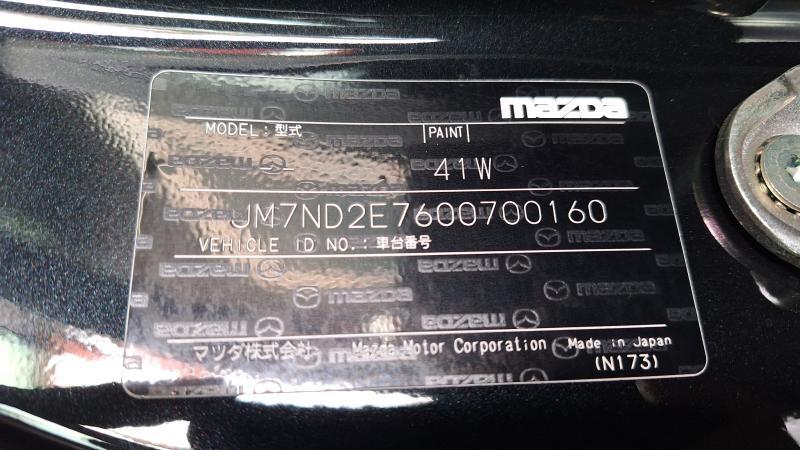 mazda
MODEL:型式 PAINT
41W
JM7ND2E7600700160
VEHICLE ID NO.:車台番号
マツダ株式会社 Mazda Motor Corporation Made in Japan
(N173)